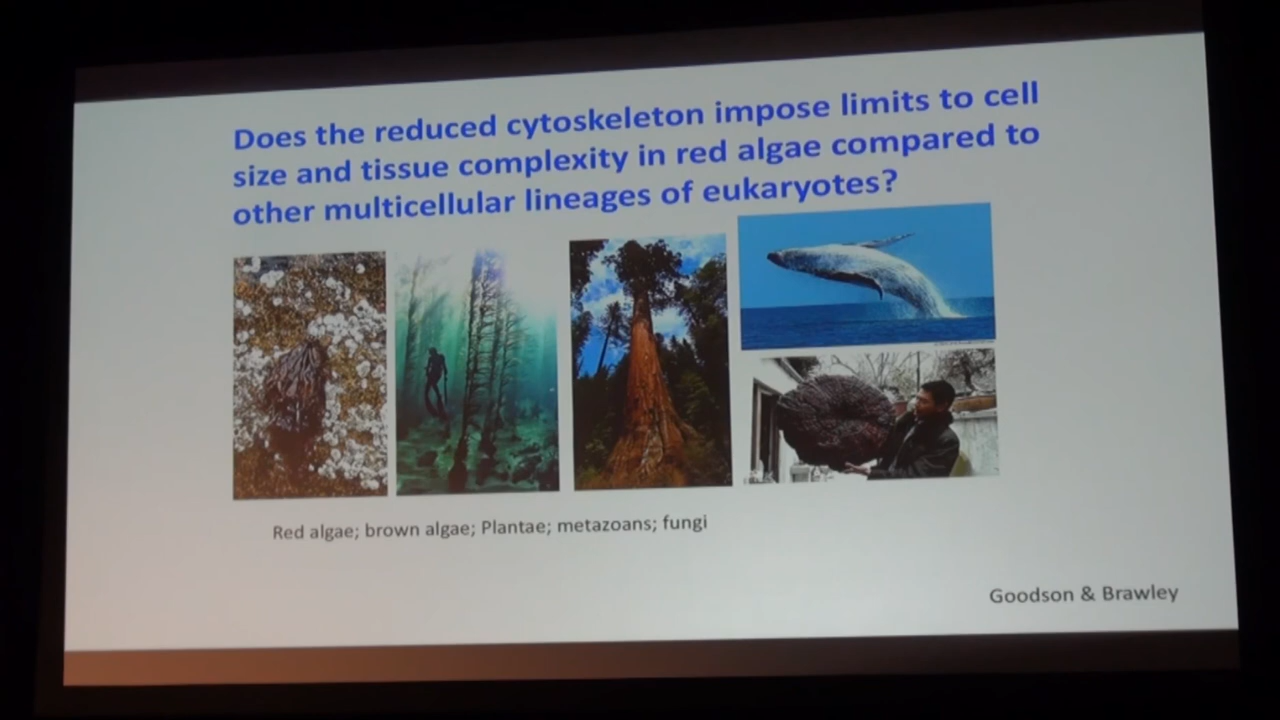 Does the reduced cytoskeleton impose limits to cell
size and tissue complexity in red algae compared to
other multicellular lineages of eukaryotes?
Red algae; brown algae; Plantae; metazoans; fungi
Goodson & Brawley